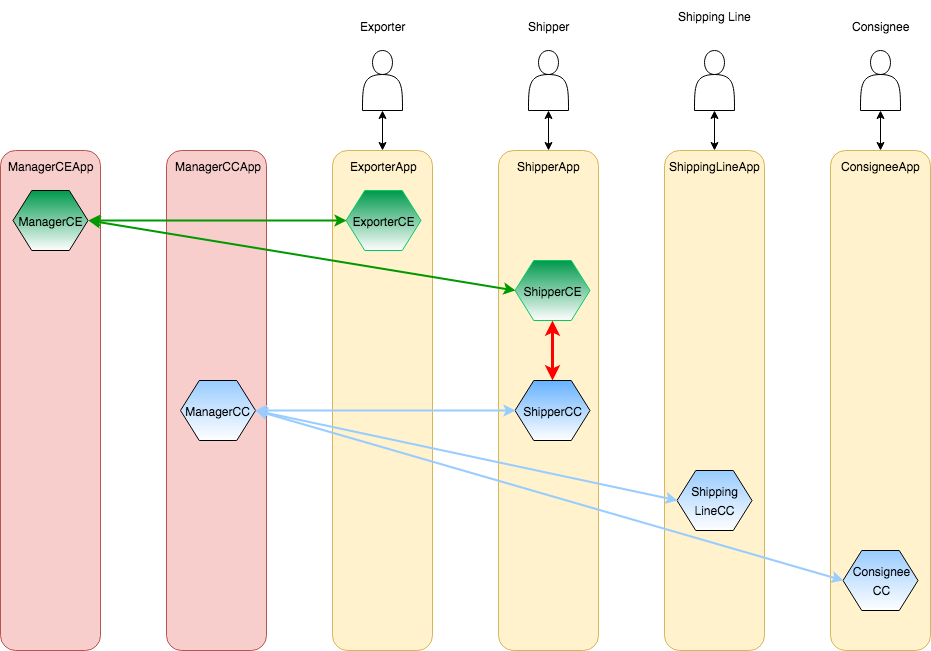 Exporter
Shipper
Shipping Line
Consignee
ManagerCEApp
ManagerCCApp
ExporterApp
ShipperApp
ShippingLineApp
ConsigneeApp
ManagerCE
ExporterCE
ShipperCE
ManagerCC
ShipperCC
Shipping
LineCC
Consignee
CC